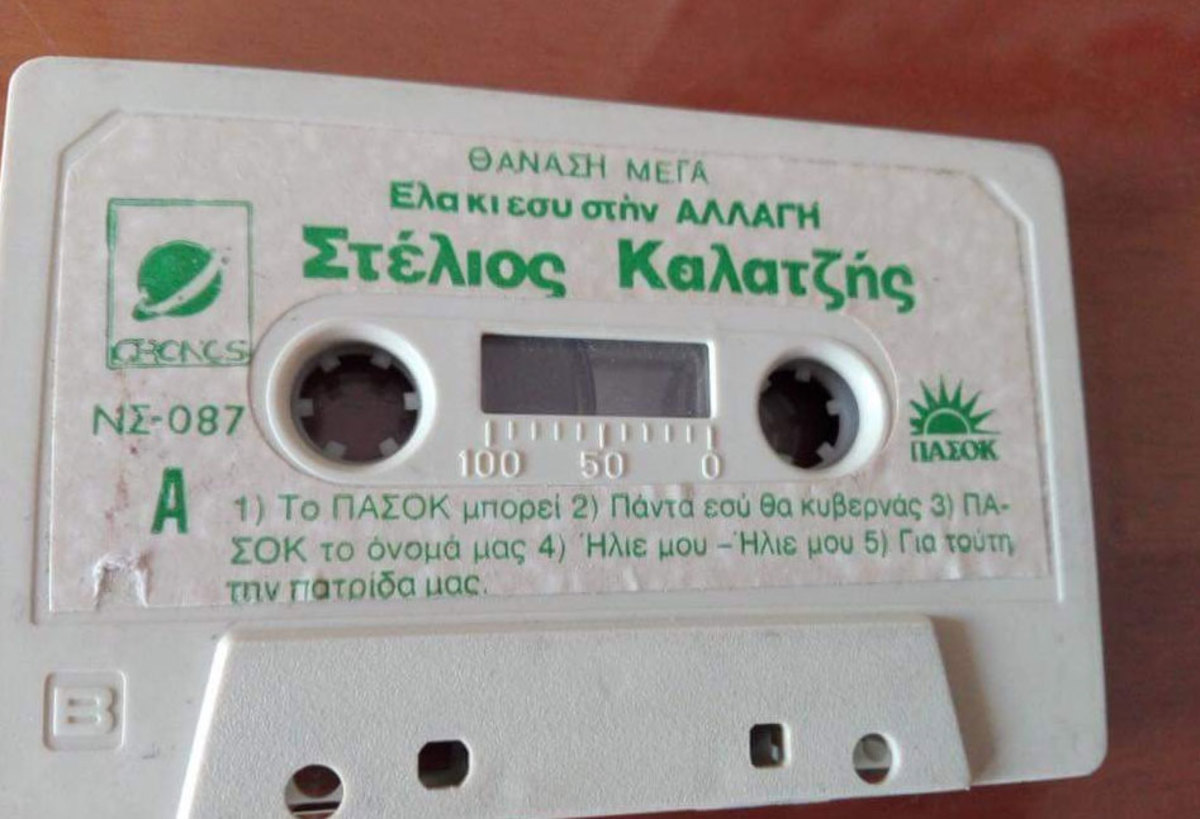 ΘΑΝΑΣΗ ΜΕΓΑ
Ελα κι εσυ στήν ΑΛΛΑΓΗ
Στέλιος Καλατζής
CRONOS
ΝΣ-087
ΠΑΣΟΚ
100 50 0
A
1) Το ΠΑΣΟΚ μπορεί 2) Πάντα εσύ θα κυβερνάς 3) ΠΑ-
ΣΟΚ το όνομά μας 4) Ήλιε μου – Ήλιε μου 5) Για τούτη
την πατρίδα μας.
B